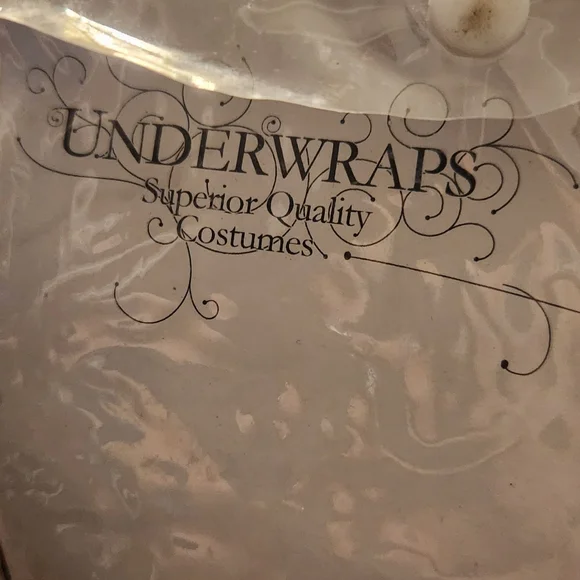 UNDERWRAPS
Superior Quality
Costumes